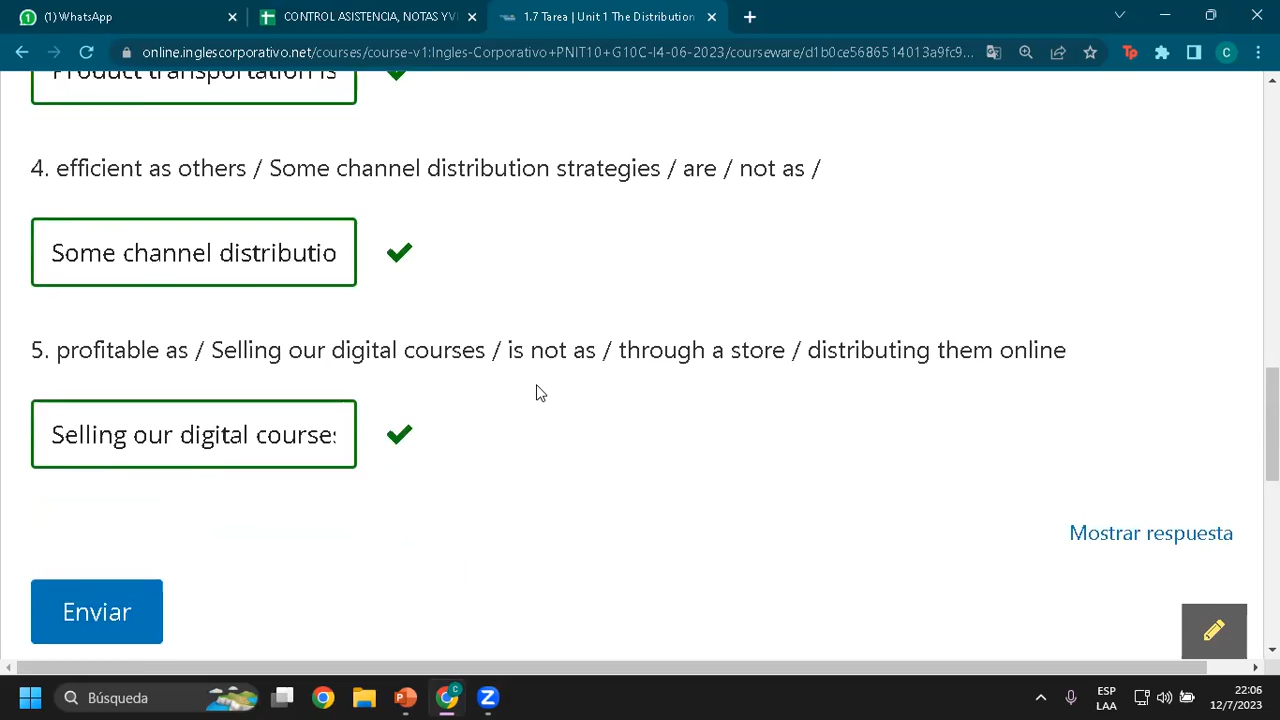 (1) WhatsApp
CONTROL ASISTENCIA, NOTAS YVI
1.7 Tarea | Unit 1 The Distribution
online.inglescorporativo.net/courses/course-v1:Ingles-Corporativo+PNIT10+G10C-I4-06-2023/courseware/d1b0ce5686514013a9fc9...
Product transportation is
4. efficient as others / Some channel distribution strategies / are / not as /
Some channel distributio
5. profitable as / Selling our digital courses / is not as / through a store / distributing them online
Selling our digital courses
Mostrar respuesta
Enviar
Búsqueda
ESP
LAA
22:06
12/7/2023